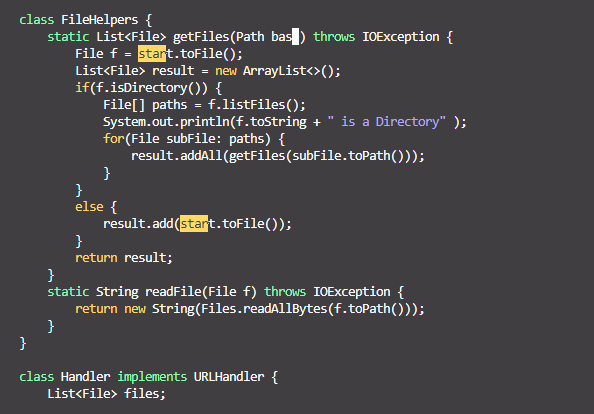 class FileHelpers {
    static List<File> getFiles(Path bas) throws IOException {
        File f = start.toFile();
        List<File> result = new ArrayList<>();
        if(f.isDirectory()) {
            File[] paths = f.listFiles();
            System.out.println(f.toString + " is a Directory" );
            for(File subFile: paths) {
                result.addAll(getFiles(subFile.toPath()));
            }
        }
        else {
            result.add(start.toFile());
        }
        return result;
    }
    static String readFile(File f) throws IOException {
        return new String(Files.readAllBytes(f.toPath()));
    }
}

class Handler implements URLHandler {
    List<File> files;